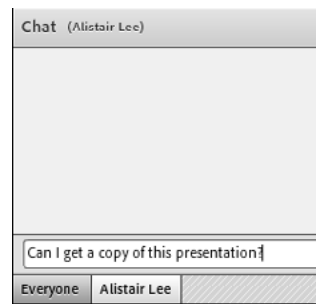 Chat (Alistair Lee)
Can I get a copy of this presentation?
Everyone Alistair Lee